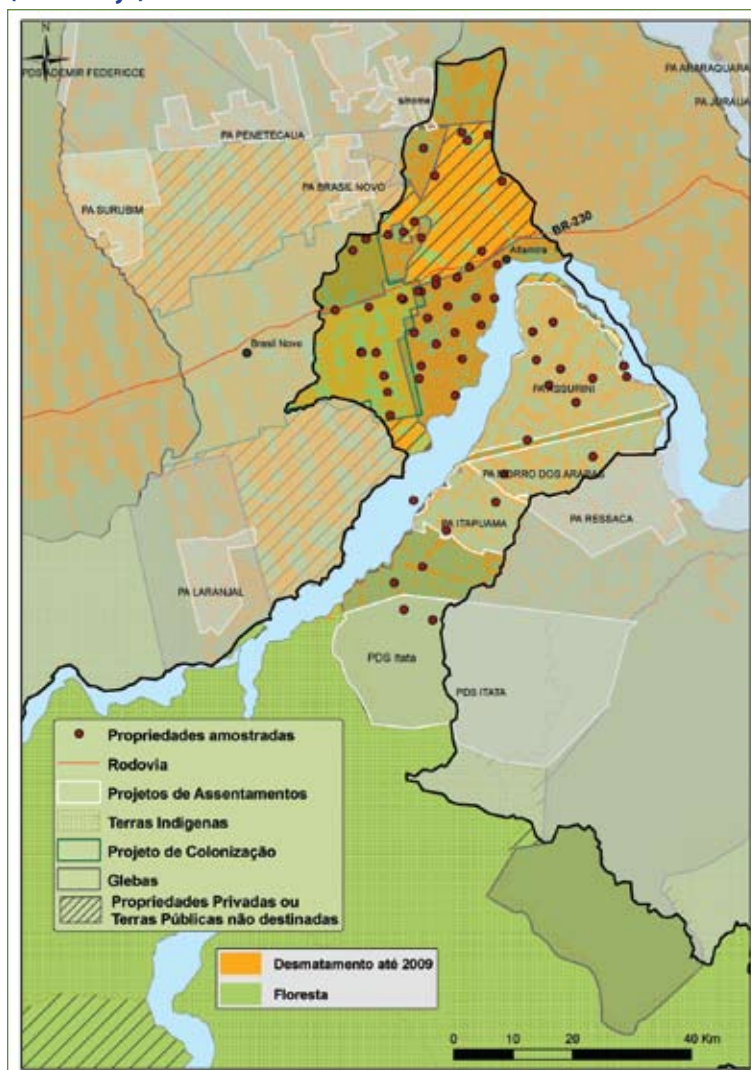 N
PDS ADEMIR FEDERICCE
PA ARARAQUARA
sinoma
PA PENETECAUA
PA BRASIL NOVO
PA SURUBIM
BR-230
Altamira
Brasil Novo
PA ASSURINI
PA MORRO DOS ARARAS
PA ITAPUAMA
PA RESSACA
PA LARANJAL
PDS Itata
PDS ITATA
Propriedades amostradas
Rodovia
Projetos de Assentamentos
Terras Indígenas
Projeto de Colonização
Glebas
Propriedades Privadas ou
Terras Públicas não destinadas
Desmatamento até 2009
Floresta
0 10 20 40 Km